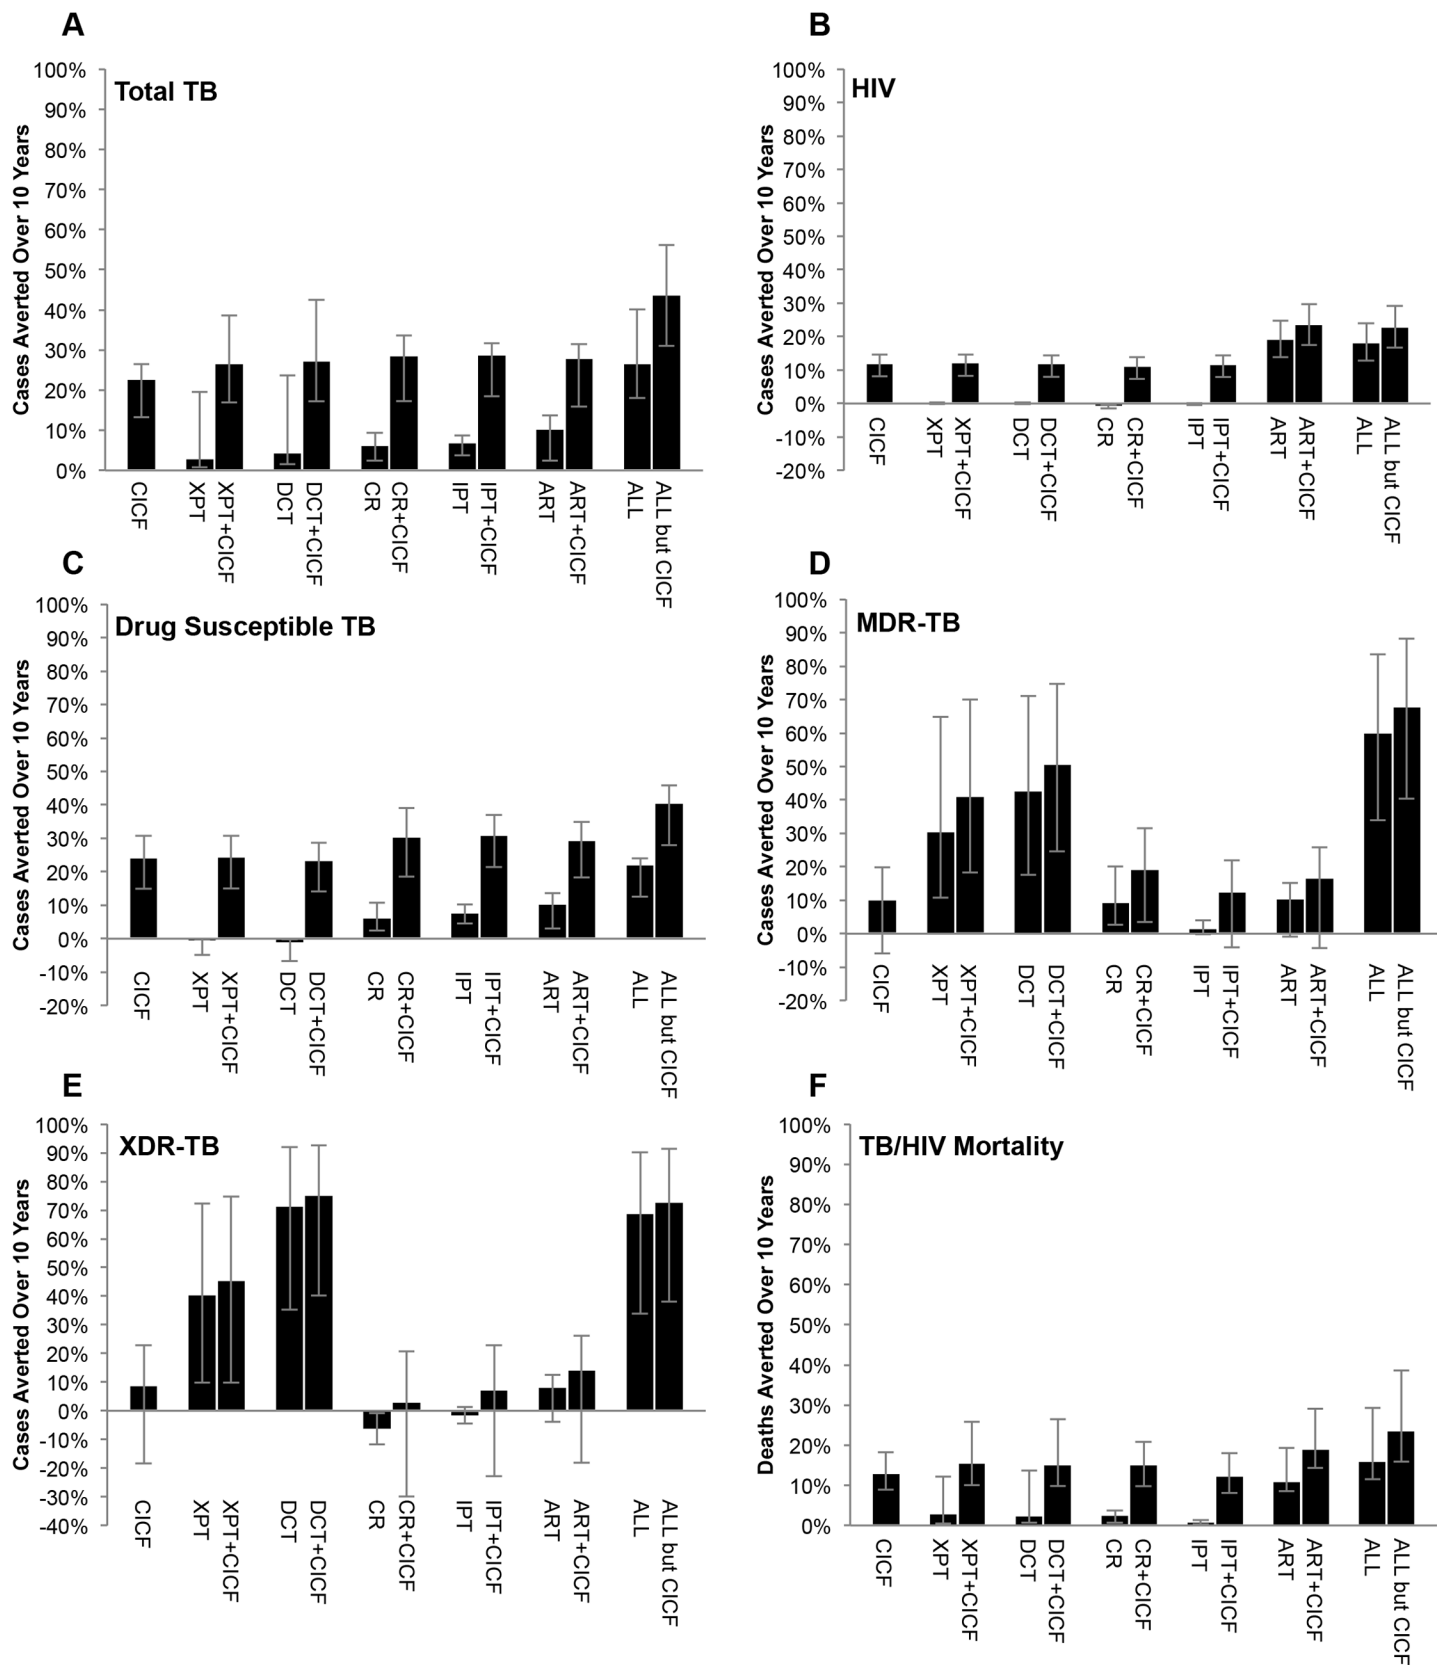 A
Total TB
Cases Averted Over 10 Years
100%
90%
80%
70%
60%
50%
40%
30%
20%
10%
0%
CICF
XPT
XPT+CICF
DCT
DCT+CICF
CR
CR+CICF
IPT
IPT+CICF
ART
ART+CICF
ALL
ALL but CICF
B
HIV
Cases Averted Over 10 Years
100%
90%
80%
70%
60%
50%
40%
30%
20%
10%
0%
-10%
-20%
CICF
XPT
XPT+CICF
DCT
DCT+CICF
CR
CR+CICF
IPT
IPT+CICF
ART
ART+CICF
ALL
ALL but CICF
C
Drug Susceptible TB
Cases Averted Over 10 Years
100%
90%
80%
70%
60%
50%
40%
30%
20%
10%
0%
-10%
-20%
CICF
XPT
XPT+CICF
DCT
DCT+CICF
CR
CR+CICF
IPT
IPT+CICF
ART
ART+CICF
ALL
ALL but CICF
D
MDR-TB
Cases Averted Over 10 Years
100%
90%
80%
70%
60%
50%
40%
30%
20%
10%
0%
-10%
-20%
CICF
XPT
XPT+CICF
DCT
DCT+CICF
CR
CR+CICF
IPT
IPT+CICF
ART
ART+CICF
ALL
ALL but CICF
E
XDR-TB
Cases Averted Over 10 Years
100%
90%
80%
70%
60%
50%
40%
30%
20%
10%
0%
-10%
-20%
-30%
-40%
CICF
XPT
XPT+CICF
DCT
DCT+CICF
CR
CR+CICF
IPT
IPT+CICF
ART
ART+CICF
ALL
ALL but CICF
F
TB/HIV Mortality
Deaths Averted Over 10 Years
100%
90%
80%
70%
60%
50%
40%
30%
20%
10%
0%
CICF
XPT
XPT+CICF
DCT
DCT+CICF
CR
CR+CICF
IPT
IPT+CICF
ART
ART+CICF
ALL
ALL but CICF